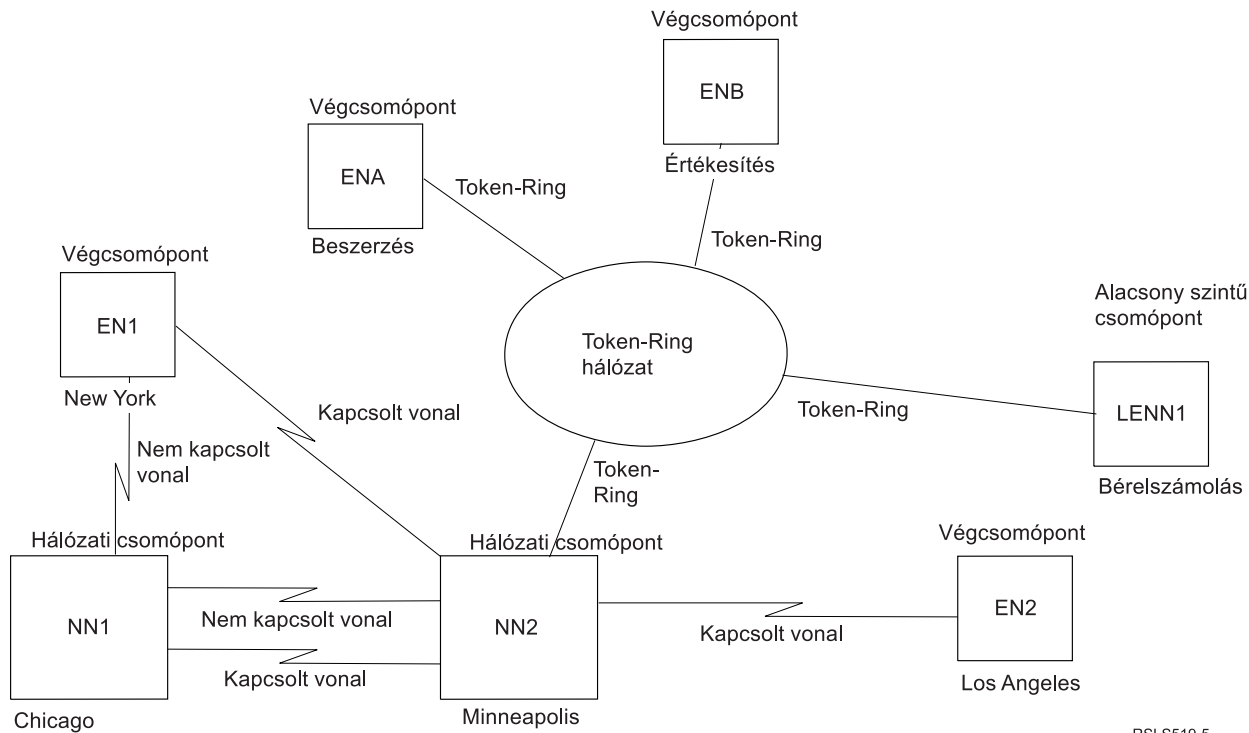 Végcsomópont
ENB
Értékesítés
Végcsomópont
ENA
Beszerzés
Token-Ring
Token-Ring
Végcsomópont
EN1
New York
Token-Ring
hálózat
Alacsony szintű
csomópont
LENN1
Bérelszámolás
Token-Ring
Kapcsolt vonal
Nem kapcsolt
vonal
Token-
Ring
Hálózati csomópont
NN1
Chicago
Nem kapcsolt vonal
Kapcsolt vonal
Hálózati csomópont
NN2
Minneapolis
Kapcsolt vonal
Végcsomópont
EN2
Los Angeles